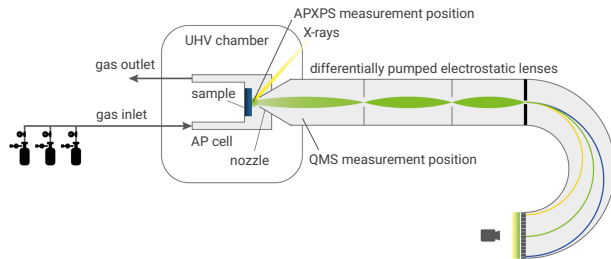 APXPS measurement position
X-rays
UHV chamber
differentially pumped electrostatic lenses
gas outlet
sample
gas inlet
AP cell
nozzle
QMS measurement position